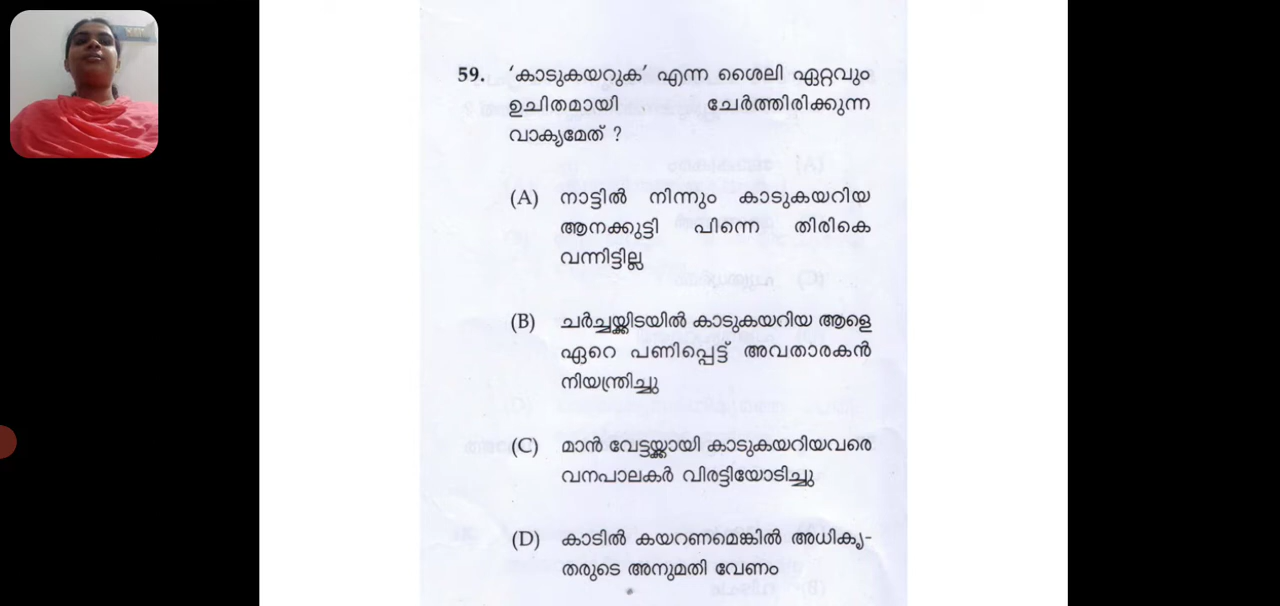 59. 'കാടുകയറുക' എന്ന ശൈലി ഏറ്റവും
ഉചിതമായി ചേർത്തിരിക്കുന്ന
വാക്യമേത് ?
(A) നാട്ടിൽ നിന്നും കാടുകയറിയ
ആനക്കുട്ടി പിന്നെ തിരികെ
വന്നിട്ടില്ല
(B) ചർച്ചയ്ക്കിടയിൽ കാടുകയറിയ ആളെ
ഏറെ പണിപ്പെട്ട് അവതാരകൻ
നിയന്ത്രിച്ചു
(C) മാൻ വേട്ടയ്ക്കായി കാടുകയറിയവരെ
വനപാലകർ വിരട്ടിയോടിച്ചു
(D) കാടിൽ കയറണമെങ്കിൽ അധികൃ-
തരുടെ അനുമതി വേണം